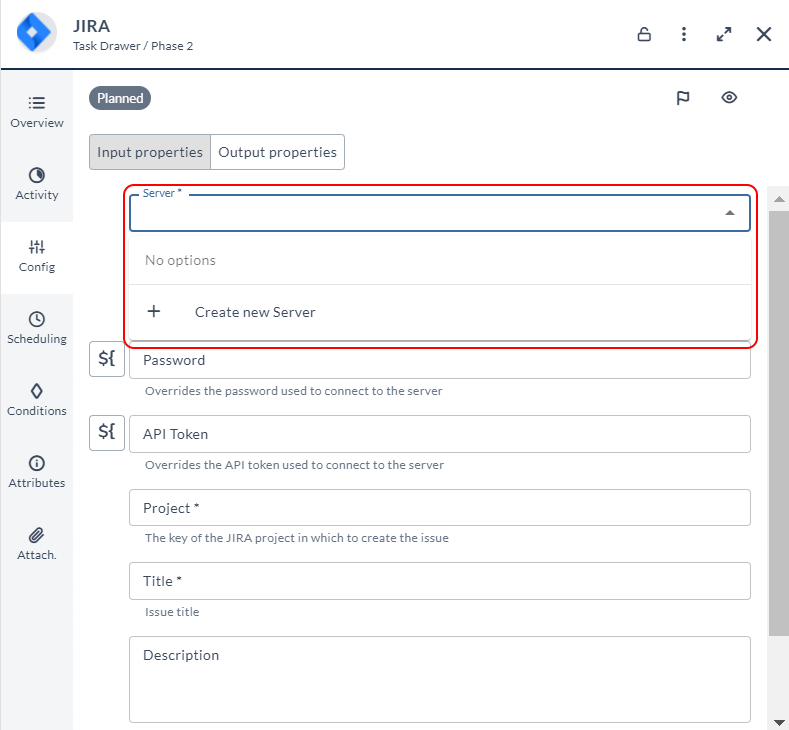 JIRA
Task Drawer / Phase 2
Planned
Overview
Activity
Config
Scheduling
Conditions
Attributes
Attach.
Input properties
Output properties
Server *
No options
+ Create new Server
${
Password
Overrides the password used to connect to the server
${
API Token
Overrides the API token used to connect to the server
Project *
The key of the JIRA project in which to create the issue
Title *
Issue title
Description